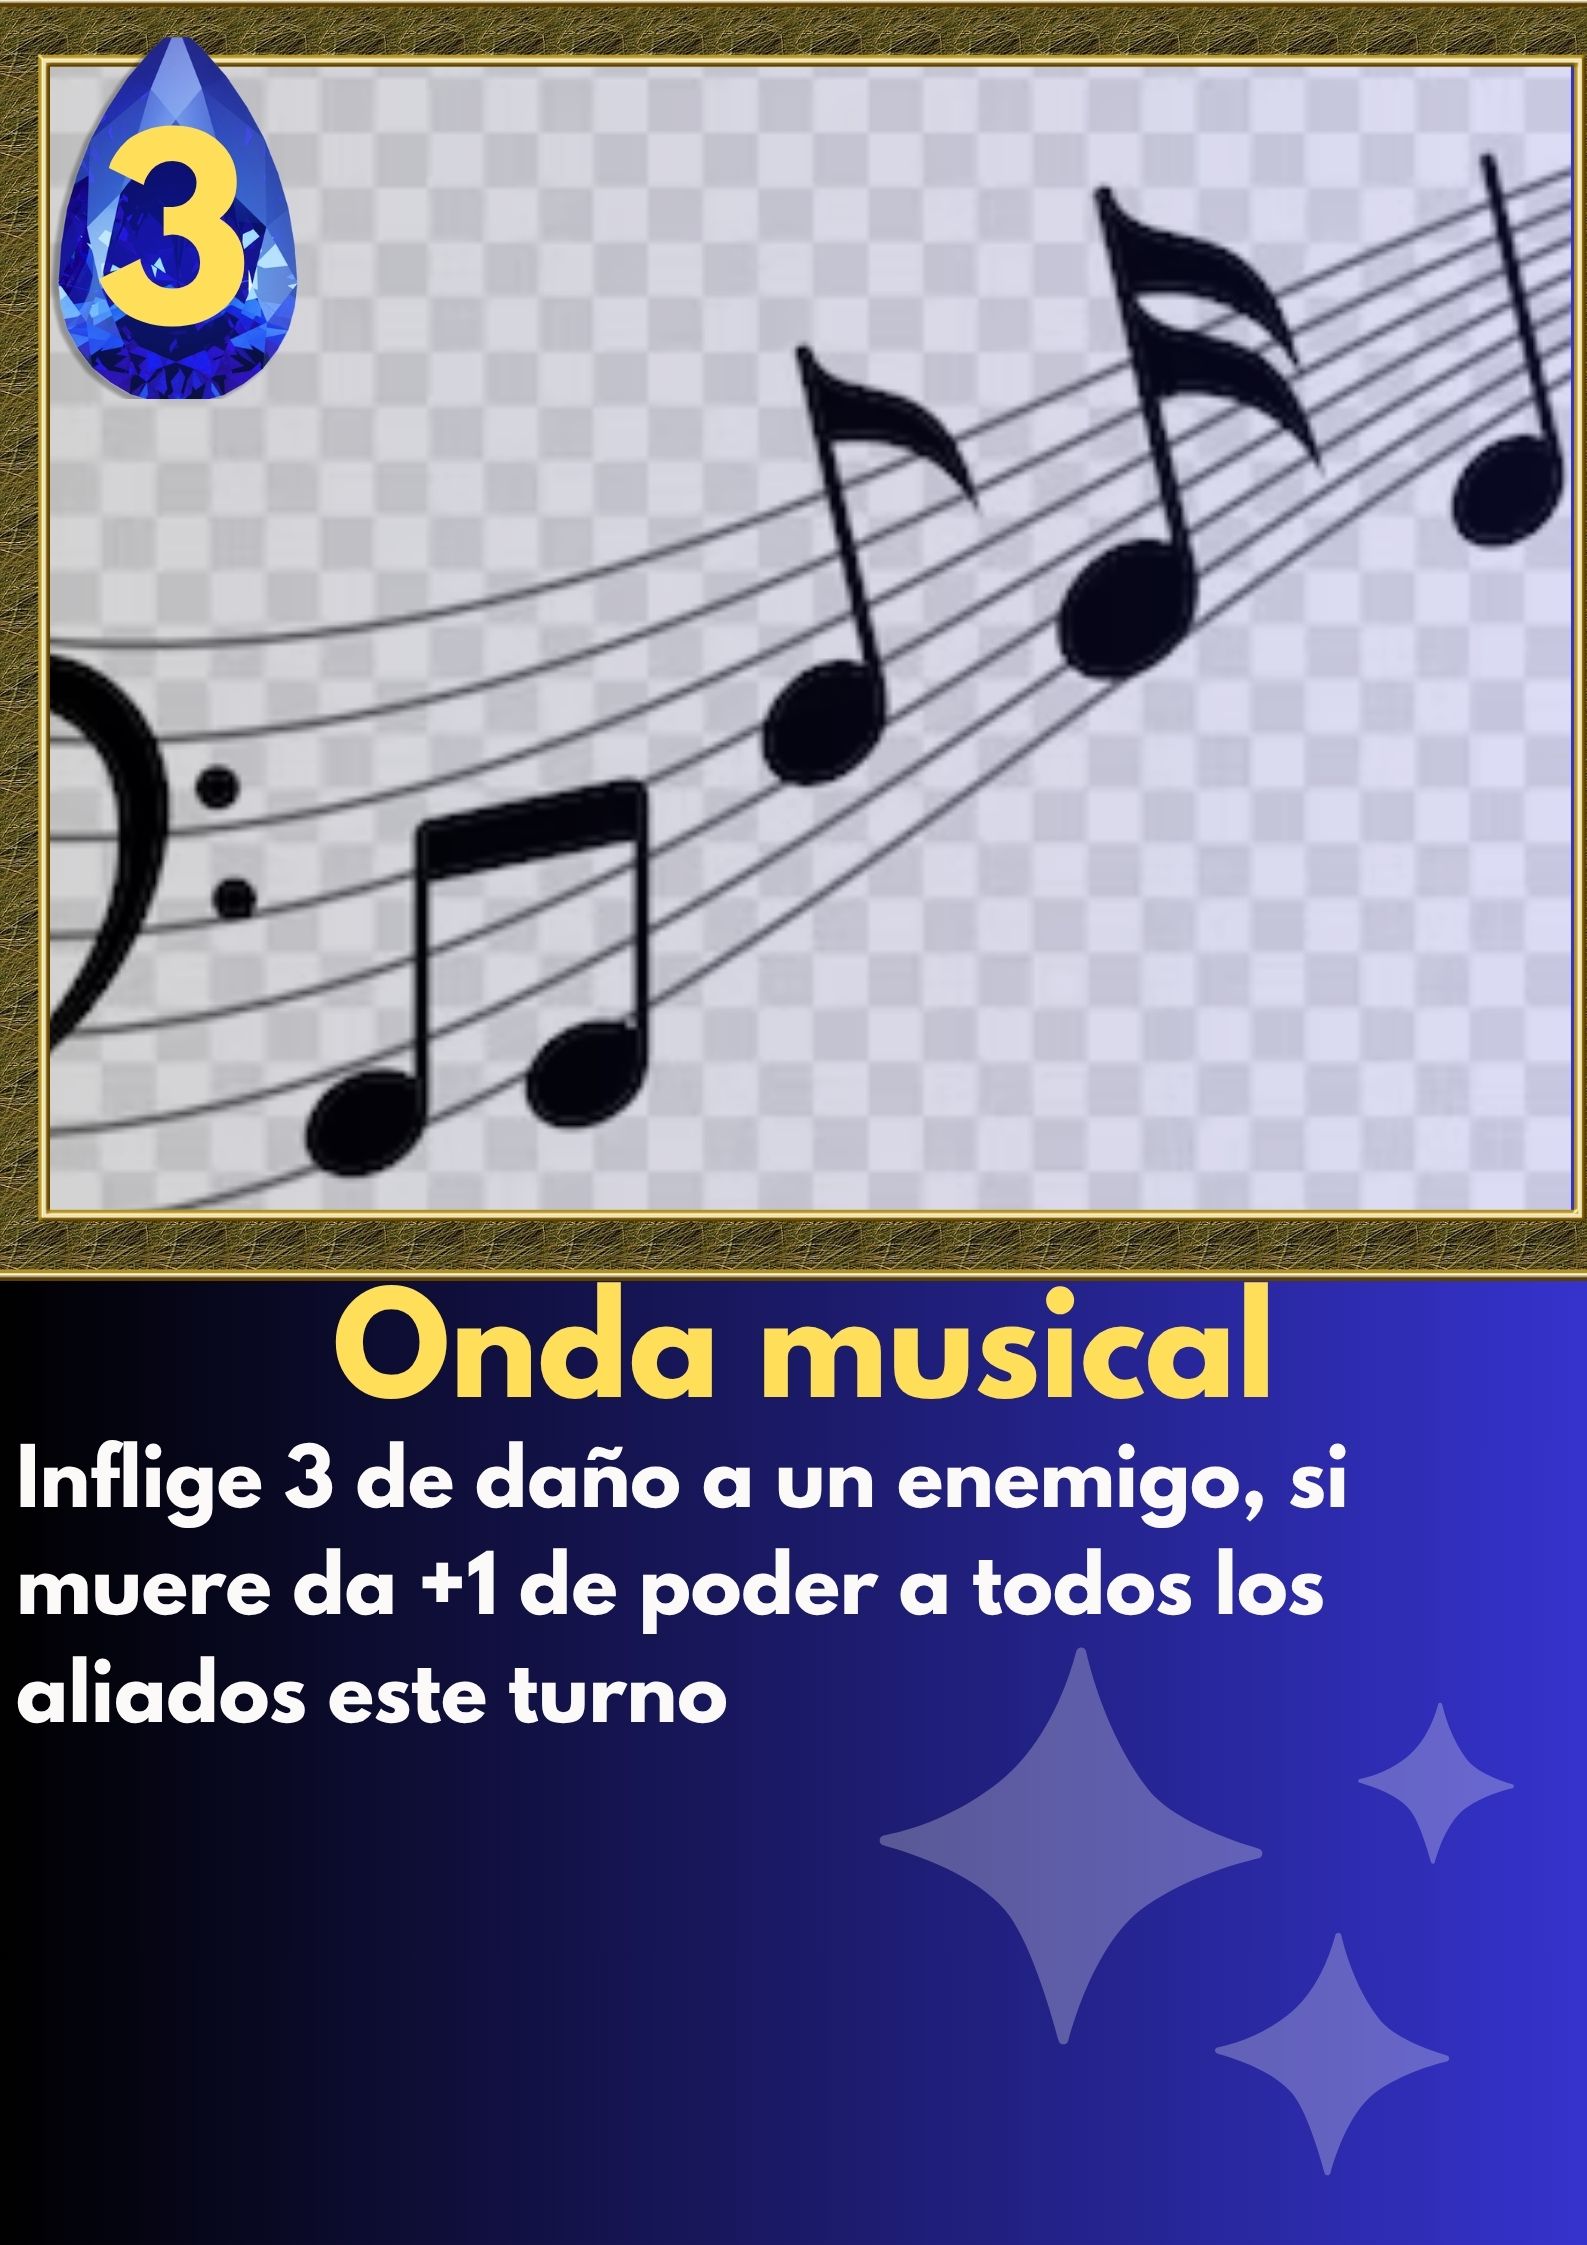 3
Onda musical
Inflige 3 de daño a un enemigo, si
muere da +1 de poder a todos los
aliados este turno